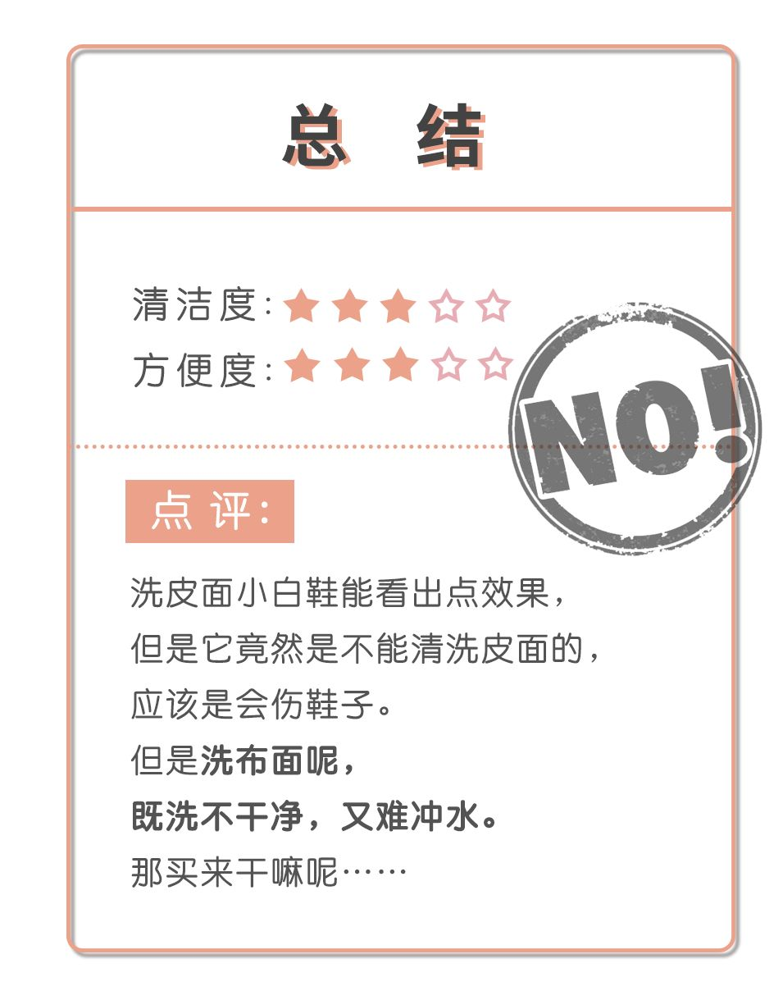 总 结
清洁度:★★★☆☆
方便度:★★★☆☆
NO!
点 评:
洗皮面小白鞋能看出点效果，
但是它竟然是不能清洗皮面的，
应该是会伤鞋子。
但是洗布面呢，
既洗不干净，又难冲水。
那买来干嘛呢……